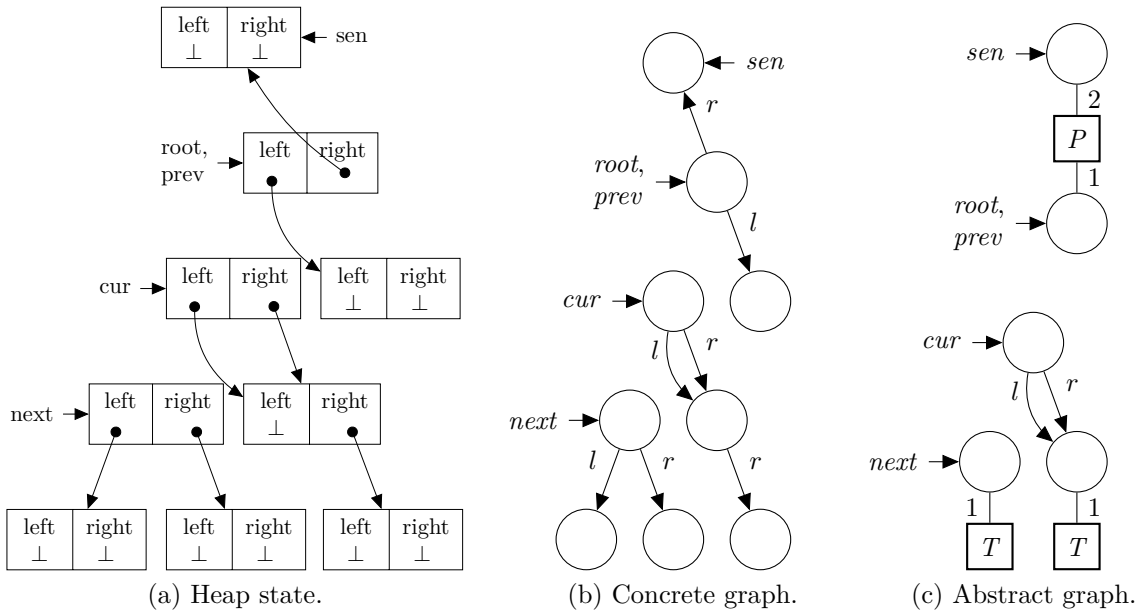 left right
⊥ ⊥
sen
root,
prev
left right
cur
left right
left right
⊥ ⊥
next
left right
left right
⊥
left right
⊥ ⊥
left right
⊥ ⊥
left right
⊥ ⊥
(a) Heap state.
sen
r
root,
prev
l
cur
l r
next
l r r
(b) Concrete graph.
sen
2
P
1
root,
prev
cur
l r
next
1 1
T T
(c) Abstract graph.